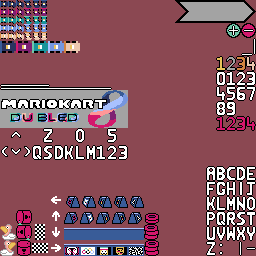 1234
0123
4567
89
1234
MARIOKART 8
DUBLED
^ Z O 5
<˅>QSDKLM123
ABCDE
FGHIJ
KLMNO
PQRST
UVWXY
Z: |-